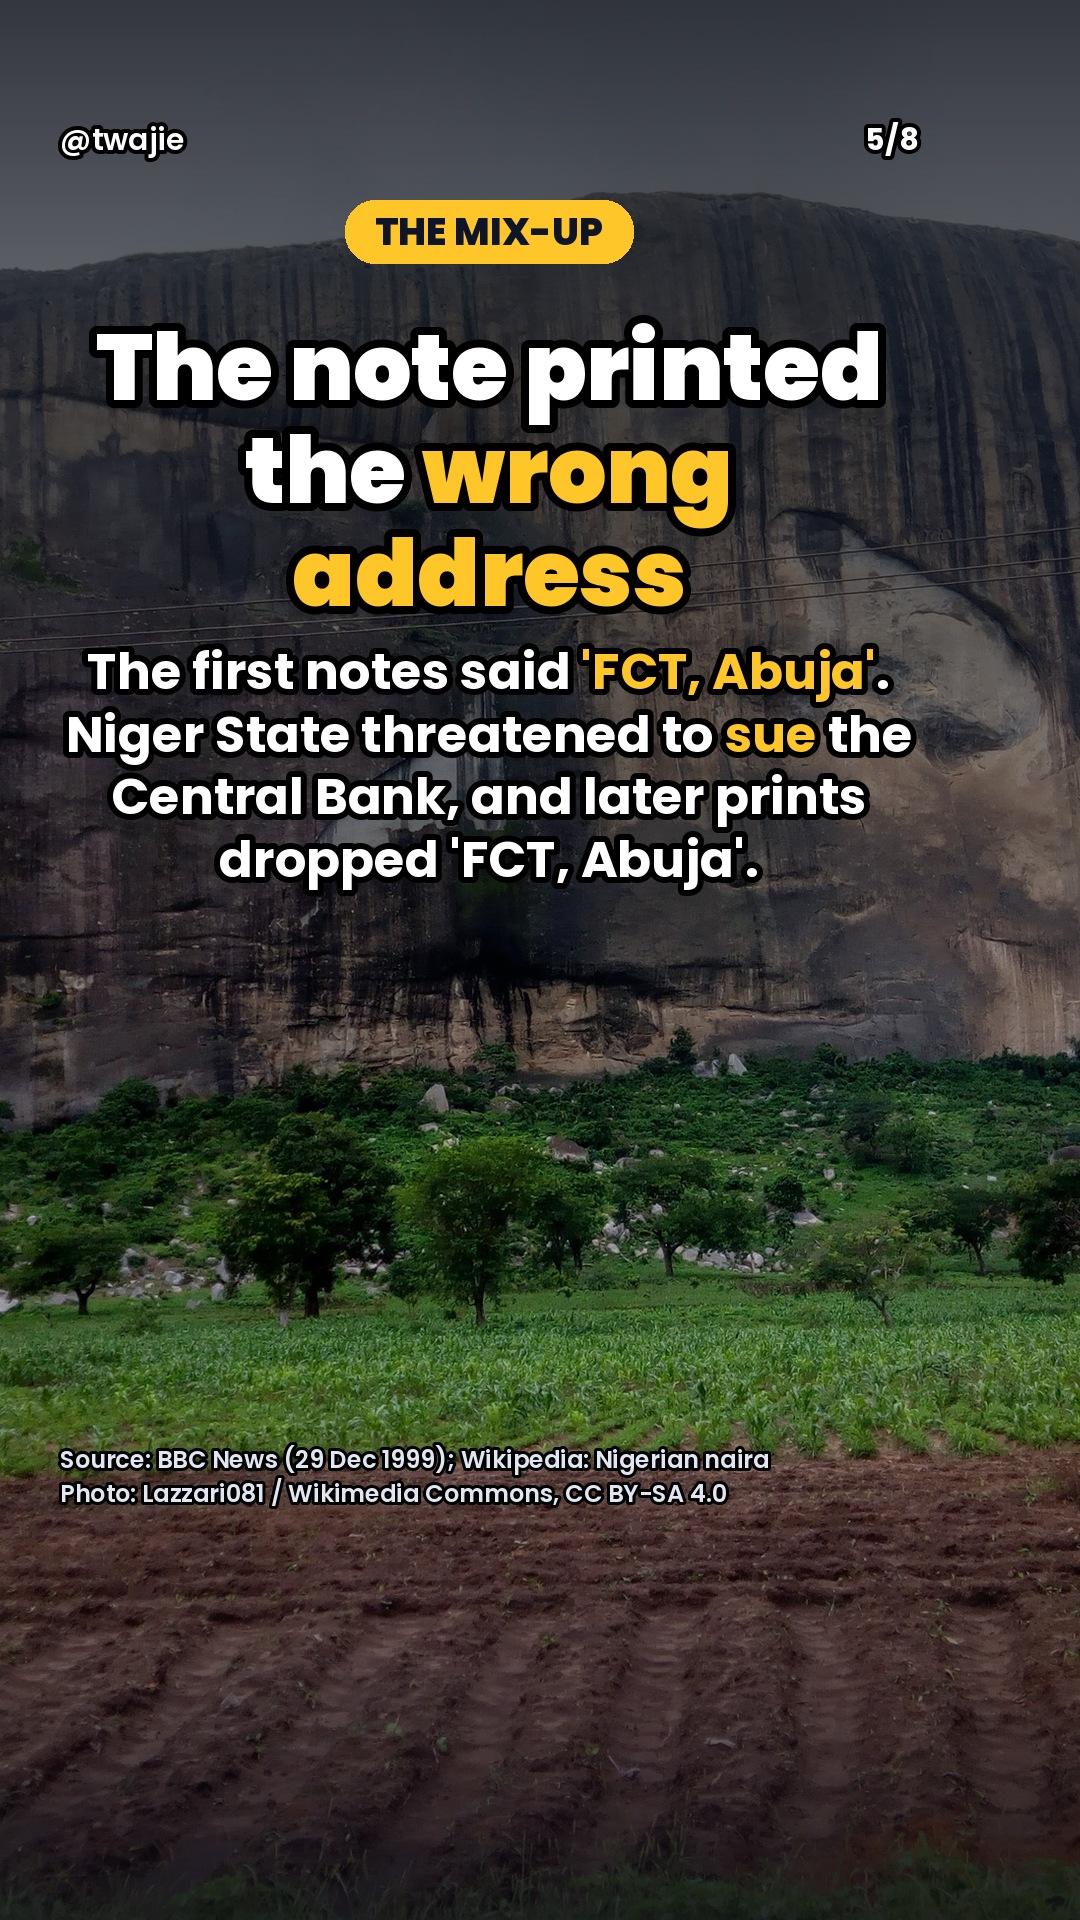 @twajie
5/8
THE MIX-UP
The note printed
the wrong
address
The first notes said 'FCT, Abuja'.
Niger State threatened to sue the
Central Bank, and later prints
dropped 'FCT, Abuja'.
Source: BBC News (29 Dec 1999); Wikipedia: Nigerian naira
Photo: Lazzari081 / Wikimedia Commons, CC BY-SA 4.0